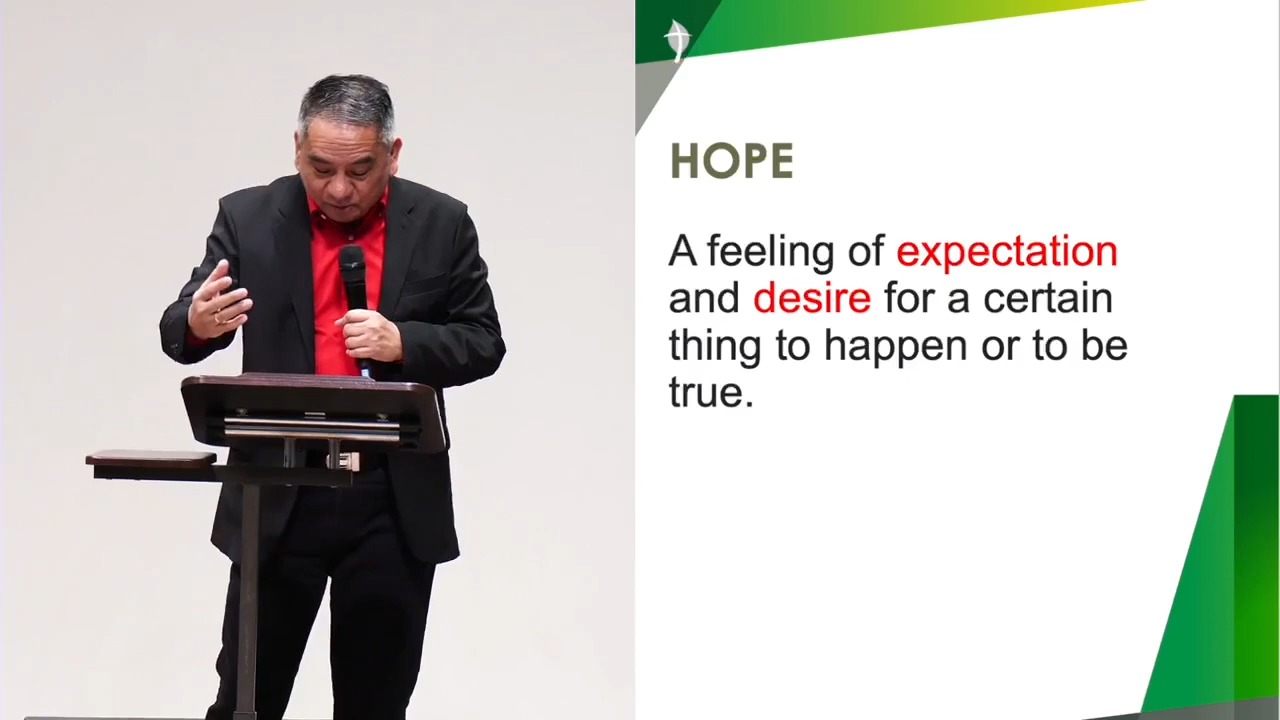 HOPE
A feeling of expectation
and desire for a certain
thing to happen or to be
true.